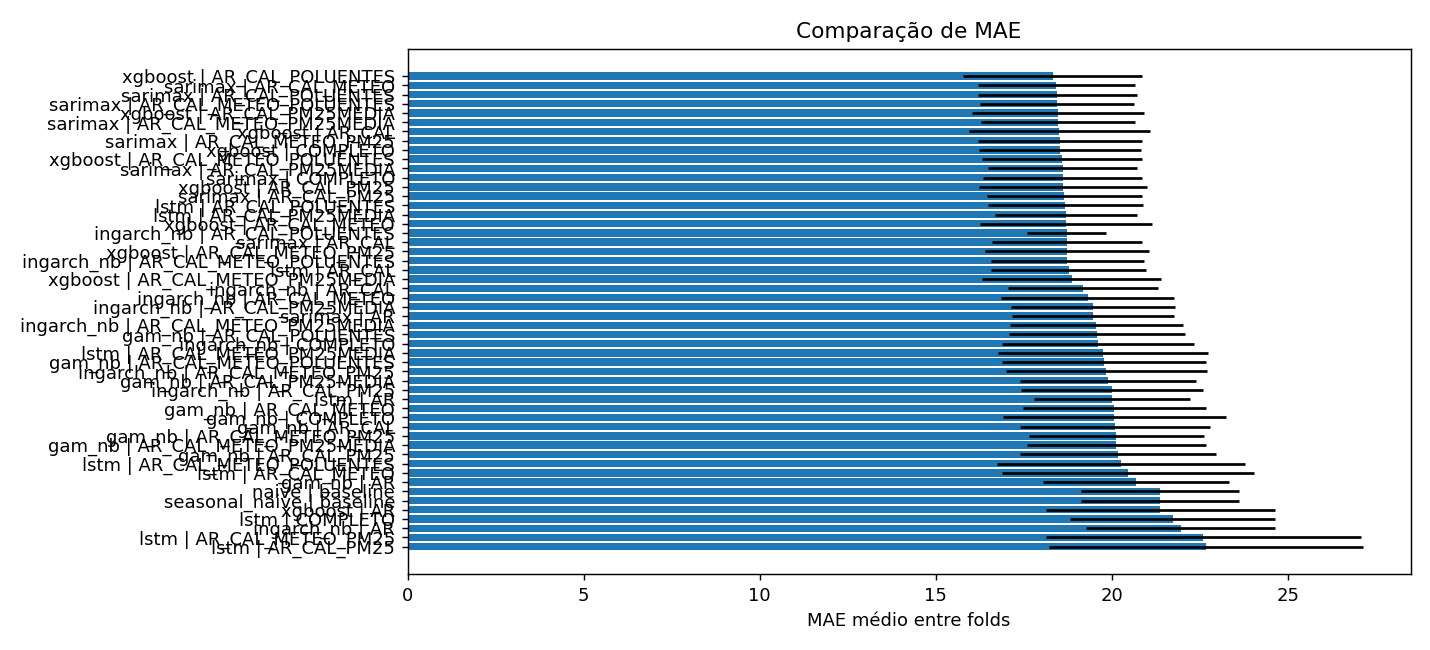 Comparação de MAE
xgboost | AR_CAL_POLUENTES
sarimax | AR_CAL_METEO
sarimax | AR_CAL_POLUENTES
sarimax | AR_CAL_METEO_POLUENTES
xgboost | AR_CAL_PM25MEDIA
sarimax | AR_CAL_METEO_PM25MEDIA
xgboost | AR_CAL
sarimax | AR_CAL_METEO_PM25
xgboost | COMPLETO
xgboost | AR_CAL_METEO_POLUENTES
sarimax | AR_CAL_PM25MEDIA
sarimax | COMPLETO
xgboost | AR_CAL_PM25
sarimax | AR_CAL_PM25
lstm | AR_CAL_POLUENTES
lstm | AR_CAL_PM25MEDIA
xgboost | AR_CAL_METEO
ingarch_nb | AR_CAL_POLUENTES
sarimax | AR_CAL
xgboost | AR_CAL_METEO_PM25
ingarch_nb | AR_CAL_METEO_POLUENTES
lstm | AR_CAL
xgboost | AR_CAL_METEO_PM25MEDIA
ingarch_nb | AR_CAL
ingarch_nb | AR_CAL_METEO
ingarch_nb | AR_CAL_PM25MEDIA
sarimax | AR
ingarch_nb | AR_CAL_METEO_PM25MEDIA
gam_nb | AR_CAL_POLUENTES
ingarch_nb | COMPLETO
lstm | AR_CAL_METEO_PM25MEDIA
gam_nb | AR_CAL_METEO_POLUENTES
ingarch_nb | AR_CAL_METEO_PM25
gam_nb | AR_CAL_PM25MEDIA
ingarch_nb | AR_CAL_PM25
lstm | AR
gam_nb | AR_CAL_METEO
gam_nb | COMPLETO
gam_nb | AR_CAL
gam_nb | AR_CAL_METEO_PM25
gam_nb | AR_CAL_METEO_PM25MEDIA
gam_nb | AR_CAL_PM25
lstm | AR_CAL_METEO_POLUENTES
lstm | AR_CAL_METEO
gam_nb | AR
naive | baseline
seasonal_naive | baseline
xgboost | AR
lstm | COMPLETO
ingarch_nb | AR
lstm | AR_CAL_METEO_PM25
lstm | AR_CAL_PM25
0 5 10 15 20 25
MAE médio entre folds